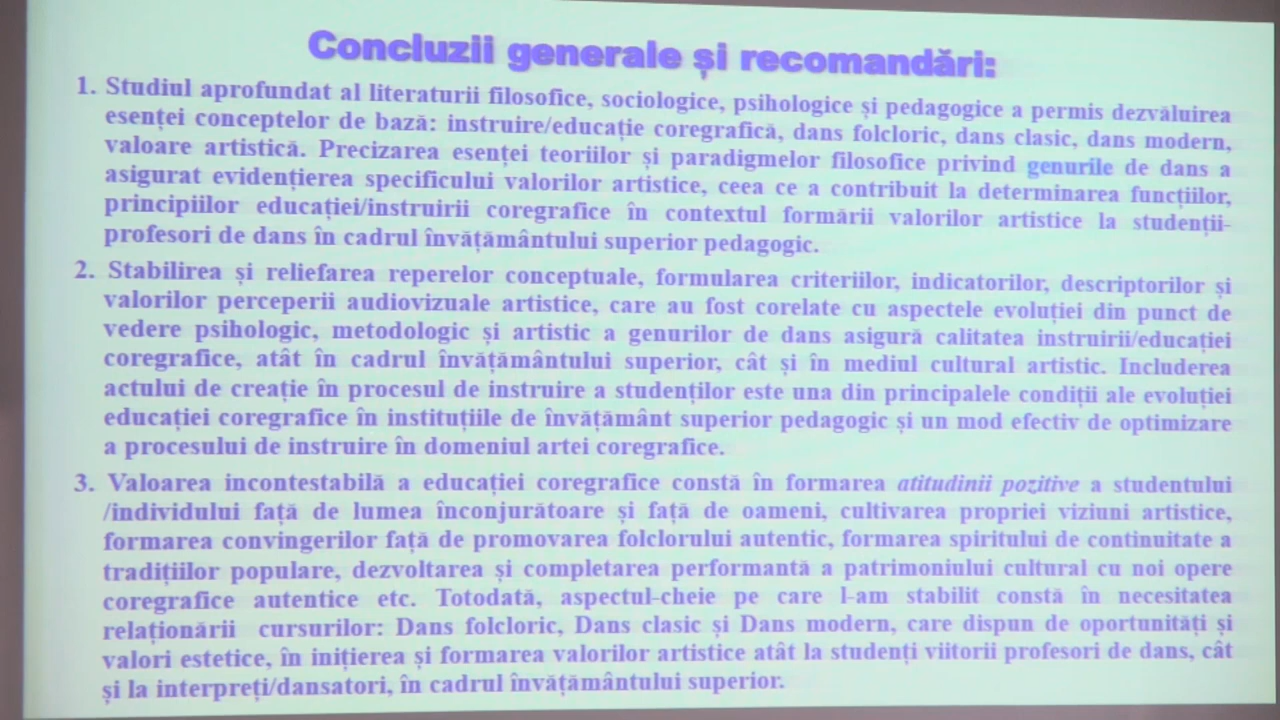 Concluzii generale și recomandări:
1. Studiul aprofundat al literaturii filosofice, sociologice, psihologice și pedagogice a permis dezvăluirea
esenței conceptelor de bază: instruire/educație coregrafică, dans folcloric, dans clasic, dans modern,
valoare artistică. Precizarea esenței teoriilor și paradigmelor filosofice privind genurile de dans a
asigurat evidențierea specificului valorilor artistice, ceea ce a contribuit la determinarea funcțiilor,
principiilor educației/instruirii coregrafice în contextul formării valorilor artistice la studenții-
profesori de dans în cadrul învățământului superior pedagogic.
2. Stabilirea și reliefarea reperelor conceptuale, formularea criteriilor, indicatorilor, descriptorilor și
valorilor perceperii audiovizuale artistice, care au fost corelate cu aspectele evoluției din punct de
vedere psihologic, metodologic și artistic a genurilor de dans asigură calitatea instruirii/educației
coregrafice, atât în cadrul învățământului superior, cât și în mediul cultural artistic. Includerea
actului de creație în procesul de instruire a studenților este una din principalele condiții ale evoluției
educației coregrafice în instituțiile de învățământ superior pedagogic și un mod efectiv de optimizare
a procesului de instruire în domeniul artei coregrafice.
3. Valoarea incontestabilă a educației coregrafice constă în formarea atitudinii pozitive a studentului
/individului față de lumea înconjurătoare și față de oameni, cultivarea propriei viziuni artistice,
formarea convingerilor față de promovarea folclorului autentic, formarea spiritului de continuitate a
tradițiilor populare, dezvoltarea și completarea performantă a patrimoniului cultural cu noi opere
coregrafice autentice etc. Totodată, aspectul-cheie pe care l-am stabilit constă în necesitatea
relaționării cursurilor: Dans folcloric, Dans clasic și Dans modern, care dispun de oportunități și
valori estetice, în inițierea și formarea valorilor artistice atât la studenți viitorii profesori de dans, cât
și la interpreți/dansatori, în cadrul învățământului superior.